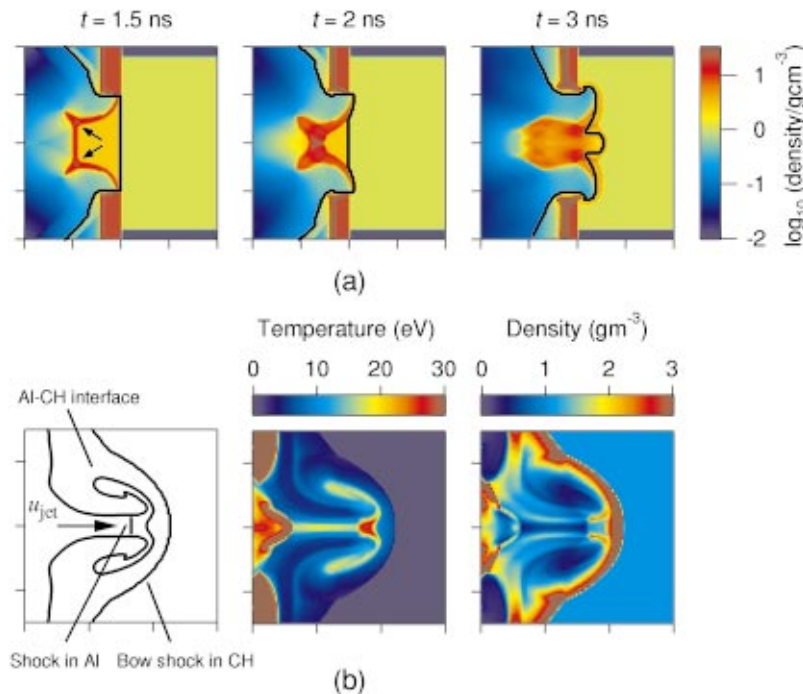 t = 1.5 ns
t = 2 ns
t = 3 ns
1
0
-1
-2
log₁₀ (density/gcm⁻³)
(a)
Temperature (eV)
Density (gm⁻³)
0 10 20 30
0 1 2 3
Al-CH interface
u_jet
Shock in Al
Bow shock in CH
(b)